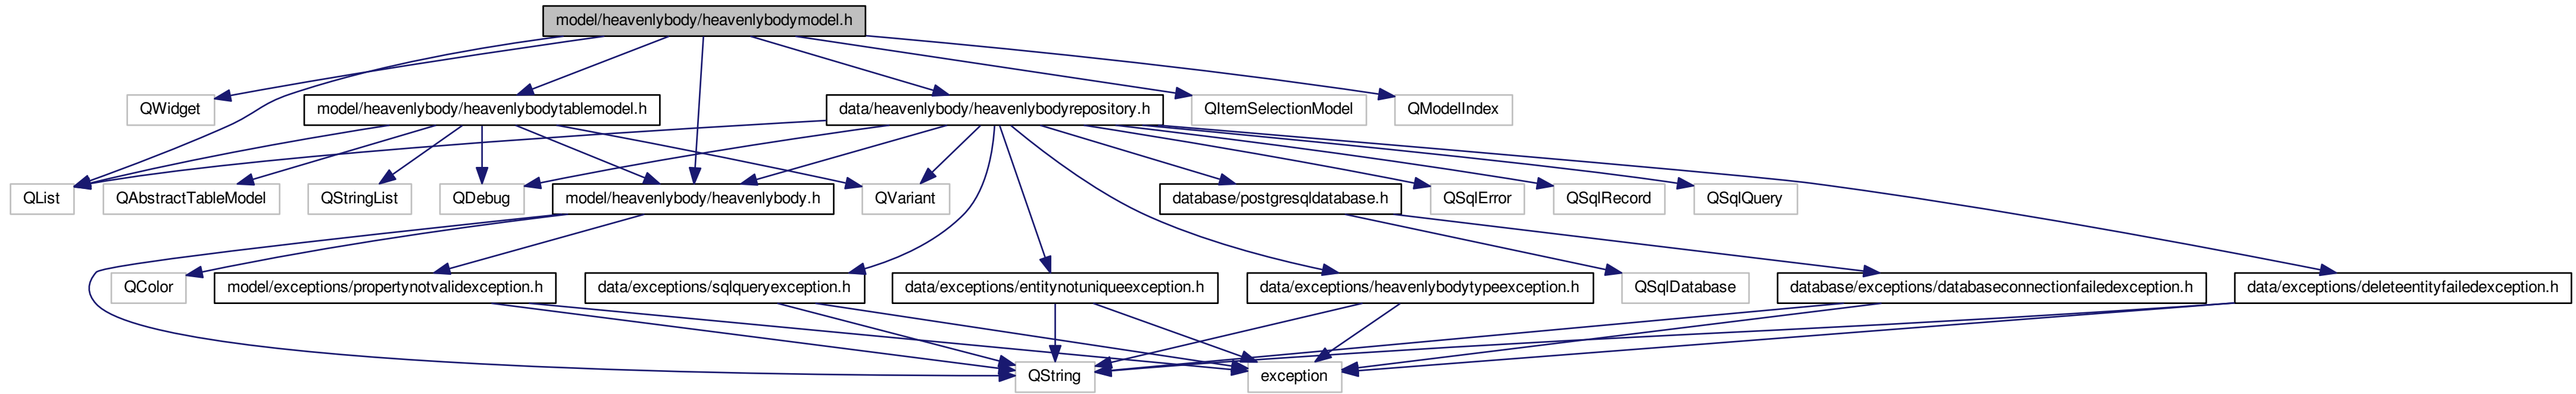 model/heavenlybody/heavenlybodymodel.h
QWidget
model/heavenlybody/heavenlybodytablemodel.h
data/heavenlybody/heavenlybodyrepository.h
QItemSelectionModel
QModelIndex
QList
QAbstractTableModel
QStringList
QDebug
model/heavenlybody/heavenlybody.h
QVariant
database/postgresqldatabase.h
QSqlError
QSqlRecord
QSqlQuery
QColor
model/exceptions/propertynotvalidexception.h
data/exceptions/sqlqueryexception.h
data/exceptions/entitynotuniqueexception.h
data/exceptions/heavenlybodytypeexception.h
QSqlDatabase
database/exceptions/databaseconnectionfailedexception.h
data/exceptions/deleteentityfailedexception.h
QString
exception